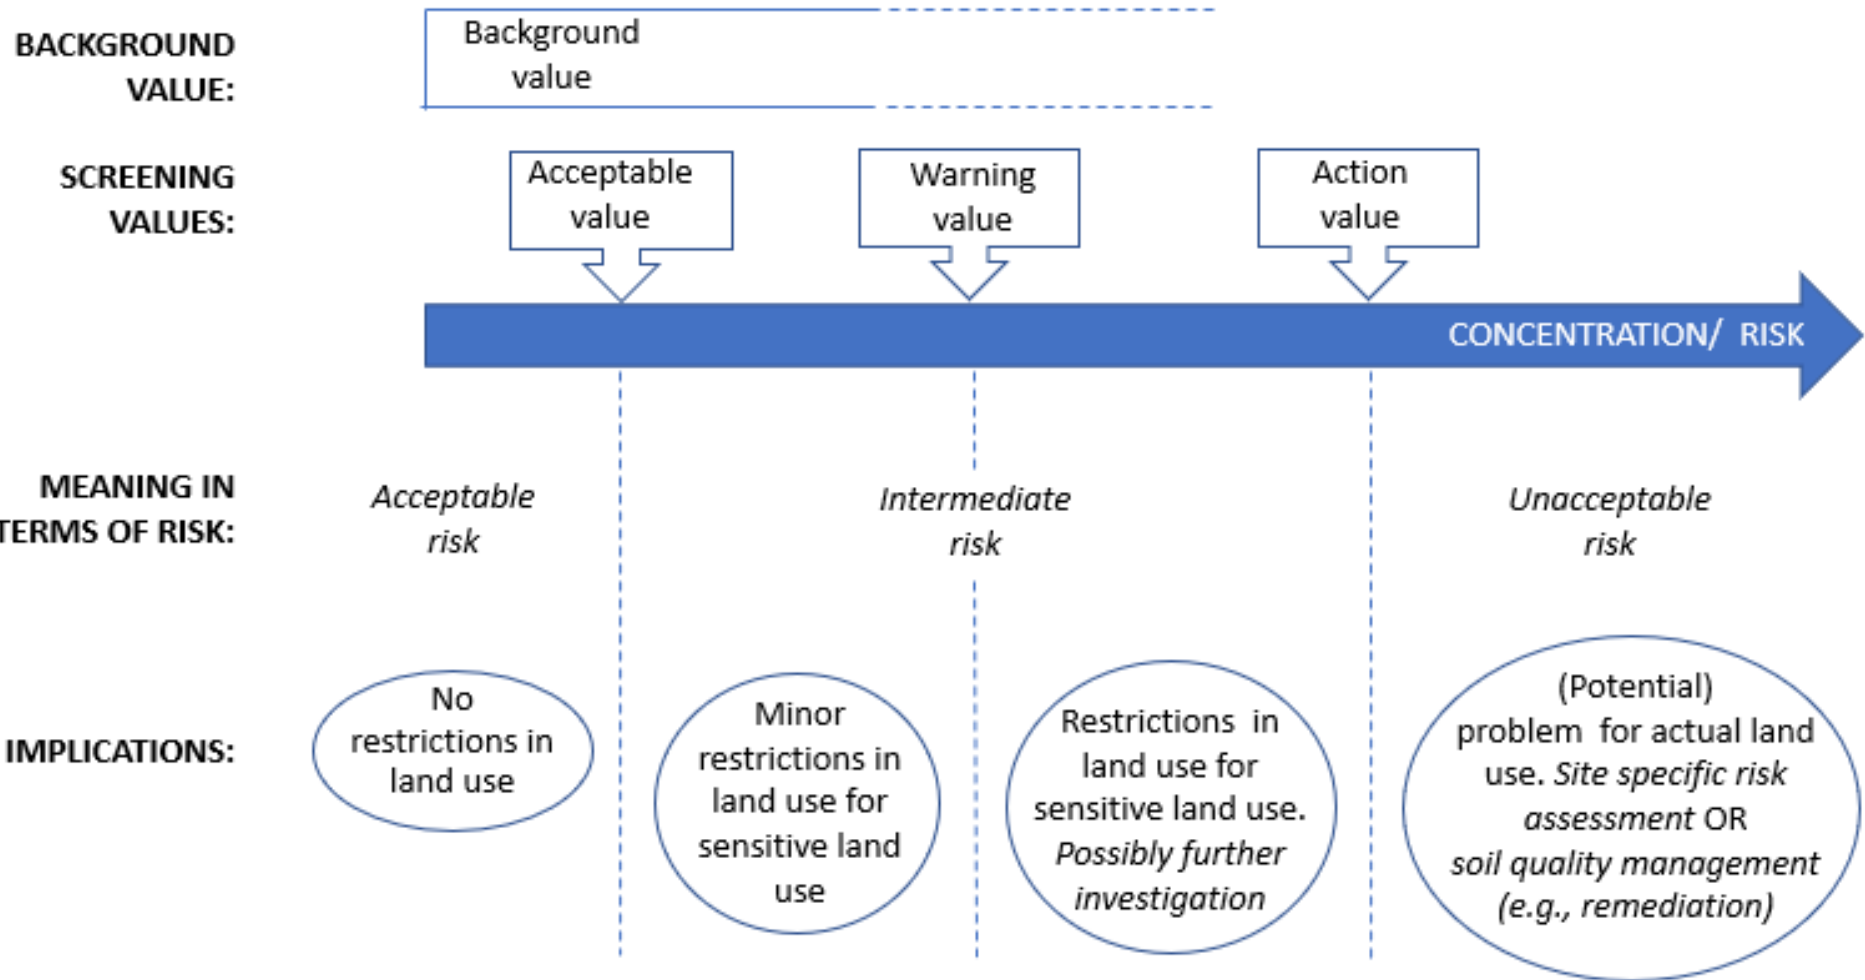 BACKGROUND
VALUE:
Background
value
SCREENING
VALUES:
Acceptable
value
Warning
value
Action
value
CONCENTRATION/ RISK
MEANING IN
TERMS OF RISK:
Acceptable
risk
Intermediate
risk
Unacceptable
risk
IMPLICATIONS:
No
restrictions in
land use
Minor
restrictions in
land use for
sensitive land
use
Restrictions in
land use for
sensitive land use.
Possibly further
investigation
(Potential)
problem for actual land
use. Site specific risk
assessment OR
soil quality management
(e.g., remediation)